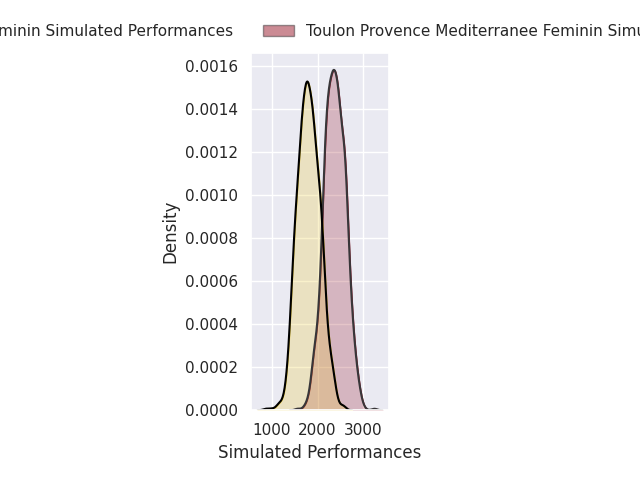 minin Simulated Performances
Toulon Provence Mediterranee Feminin Simu
0.0016
0.0014
0.0012
0.0010
0.0008
0.0006
0.0004
0.0002
0.0000
Density
1000 2000 3000
Simulated Performances